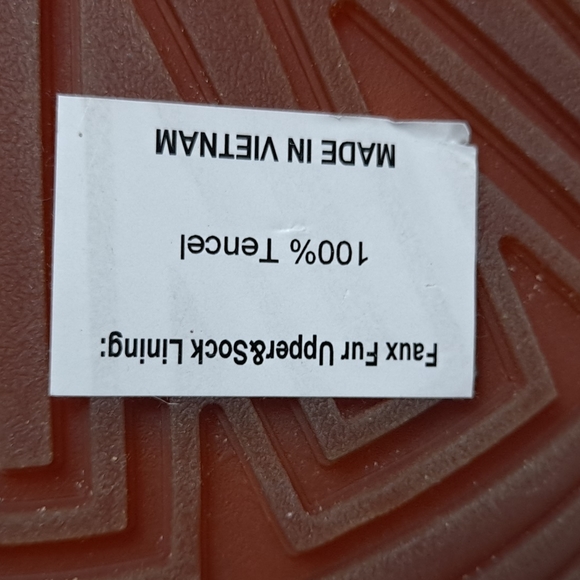 Faux Fur Upper&Sock Lining:
100% Tencel
MADE IN VIETNAM